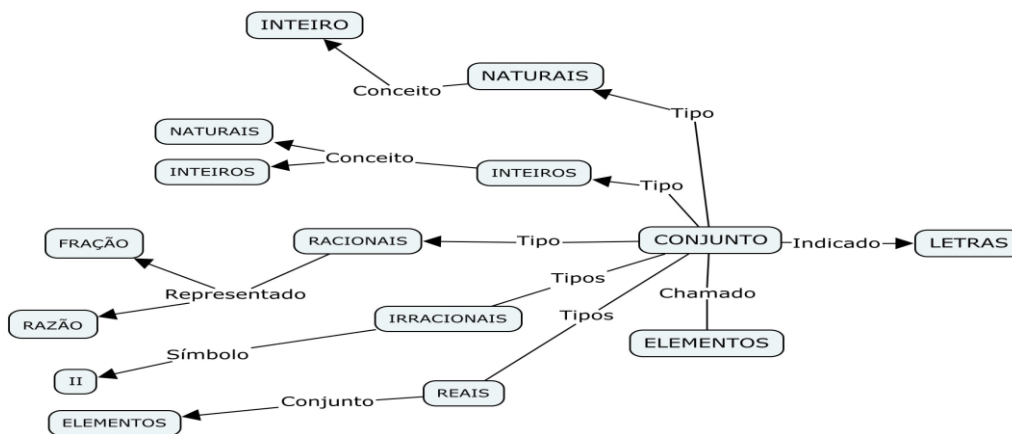 INTEIRO
NATURAIS
Conceito
Tipo
NATURAIS
Conceito
INTEIROS
INTEIROS
Tipo
FRAÇÃO
RACIONAIS
Tipo
CONJUNTO
Indicado
LETRAS
Representado
Tipos
Chamado
RAZÃO
IRRACIONAIS
Tipos
ELEMENTOS
Símbolo
II
Conjunto
REAIS
ELEMENTOS